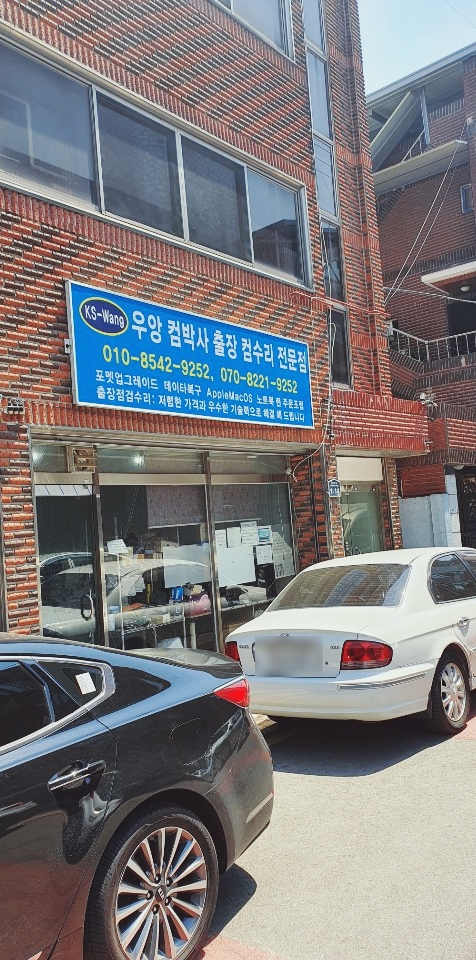 KS-Wang
우앙 컴박사 출장 컴수리 전문점
010-8542-9252, 070-8221-9252
포멧업그레이드 데이타복구 AppleMacOS 노트북 렌 주문조립
출장점검수리: 저렴한 가격과 우수한 기술력으로 해결 해 드립니다